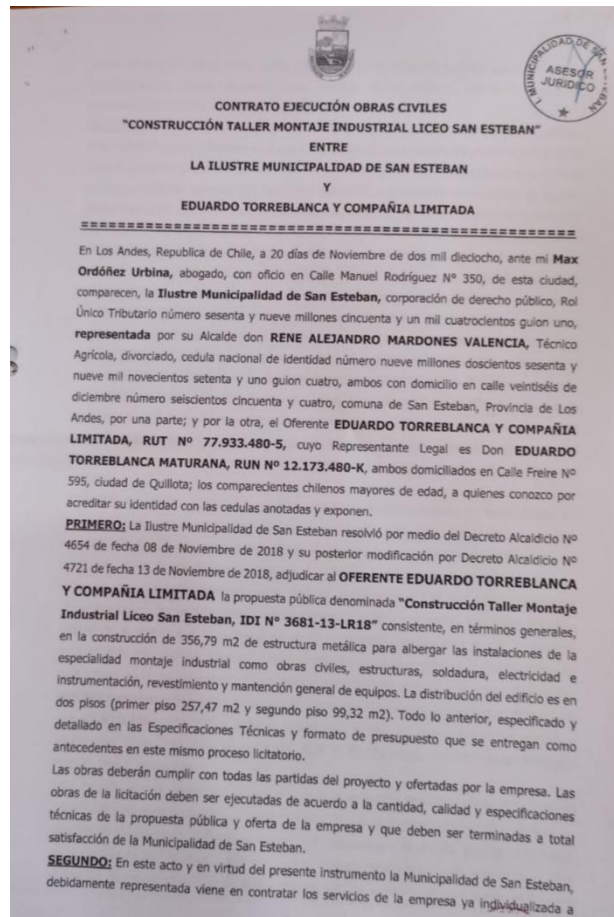 I. MUNICIPALIDAD DE SAN ESTEBAN
ASESOR
JURIDICO
CONTRATO EJECUCIÓN OBRAS CIVILES
"CONSTRUCCIÓN TALLER MONTAJE INDUSTRIAL LICEO SAN ESTEBAN"
ENTRE
LA ILUSTRE MUNICIPALIDAD DE SAN ESTEBAN
Y
EDUARDO TORREBLANCA Y COMPAÑIA LIMITADA
=====================================================
En Los Andes, Republica de Chile, a 20 días de Noviembre de dos mil dieciocho, ante mi Max
Ordóñez Urbina, abogado, con oficio en Calle Manuel Rodríguez Nº 350, de esta ciudad,
comparecen, la Ilustre Municipalidad de San Esteban, corporación de derecho público, Rol
Único Tributario número sesenta y nueve millones cincuenta y un mil cuatrocientos guion uno,
representada por su Alcalde don RENE ALEJANDRO MARDONES VALENCIA, Técnico
Agrícola, divorciado, cedula nacional de identidad número nueve millones doscientos sesenta y
nueve mil novecientos setenta y uno guion cuatro, ambos con domicilio en calle veintiséis de
diciembre número seiscientos cincuenta y cuatro, comuna de San Esteban, Provincia de Los
Andes, por una parte; y por la otra, el Oferente EDUARDO TORREBLANCA Y COMPAÑIA
LIMITADA, RUT Nº 77.933.480-5, cuyo Representante Legal es Don EDUARDO
TORREBLANCA MATURANA, RUN Nº 12.173.480-K, ambos domiciliados en Calle Freire Nº
595, ciudad de Quillota; los comparecientes chilenos mayores de edad, a quienes conozco por
acreditar su identidad con las cedulas anotadas y exponen.
PRIMERO: La Ilustre Municipalidad de San Esteban resolvió por medio del Decreto Alcaldicio Nº
4654 de fecha 08 de Noviembre de 2018 y su posterior modificación por Decreto Alcaldicio Nº
4721 de fecha 13 de Noviembre de 2018, adjudicar al OFERENTE EDUARDO TORREBLANCA
Y COMPAÑIA LIMITADA la propuesta pública denominada "Construcción Taller Montaje
Industrial Liceo San Esteban, IDI Nº 3681-13-LR18" consistente, en términos generales,
en la construcción de 356,79 m2 de estructura metálica para albergar las instalaciones de la
especialidad montaje industrial como obras civiles, estructuras, soldadura, electricidad e
instrumentación, revestimiento y mantención general de equipos. La distribución del edificio es en
dos pisos (primer piso 257,47 m2 y segundo piso 99,32 m2). Todo lo anterior, especificado y
detallado en las Especificaciones Técnicas y formato de presupuesto que se entregan como
antecedentes en este mismo proceso licitatorio.
Las obras deberán cumplir con todas las partidas del proyecto y ofertadas por la empresa. Las
obras de la licitación deben ser ejecutadas de acuerdo a la cantidad, calidad y especificaciones
técnicas de la propuesta pública y oferta de la empresa y que deben ser terminadas a total
satisfacción de la Municipalidad de San Esteban.
SEGUNDO: En este acto y en virtud del presente instrumento la Municipalidad de San Esteban,
debidamente representada viene en contratar los servicios de la empresa ya individualizada a